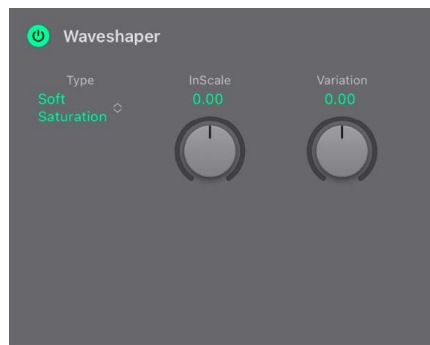 Waveshaper
Type
InScale
Variation
Soft
Saturation
0.00
0.00